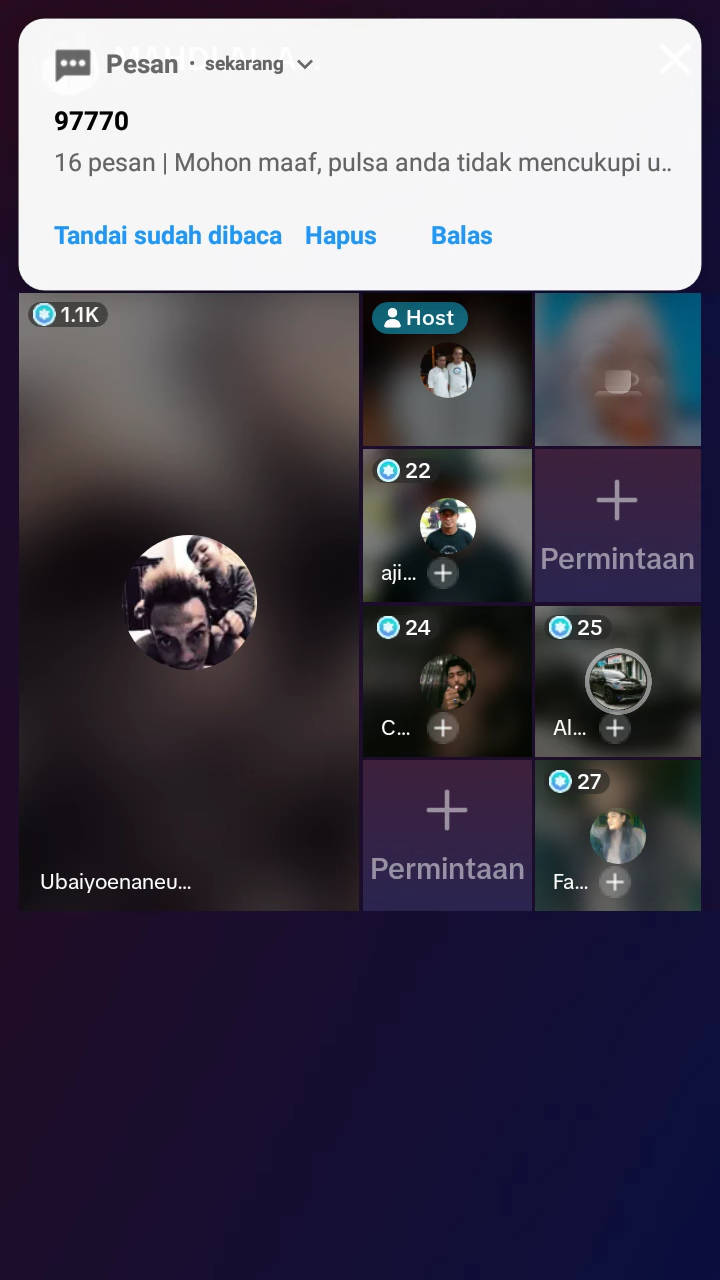 Pesan · sekarang
97770
16 pesan | Mohon maaf, pulsa anda tidak mencukupi u..
Tandai sudah dibaca Hapus Balas
1.1K
Host
22
aji...
Permintaan
24
C...
25
Al...
Permintaan
27
Fa...
Ubaiyoenaneu...